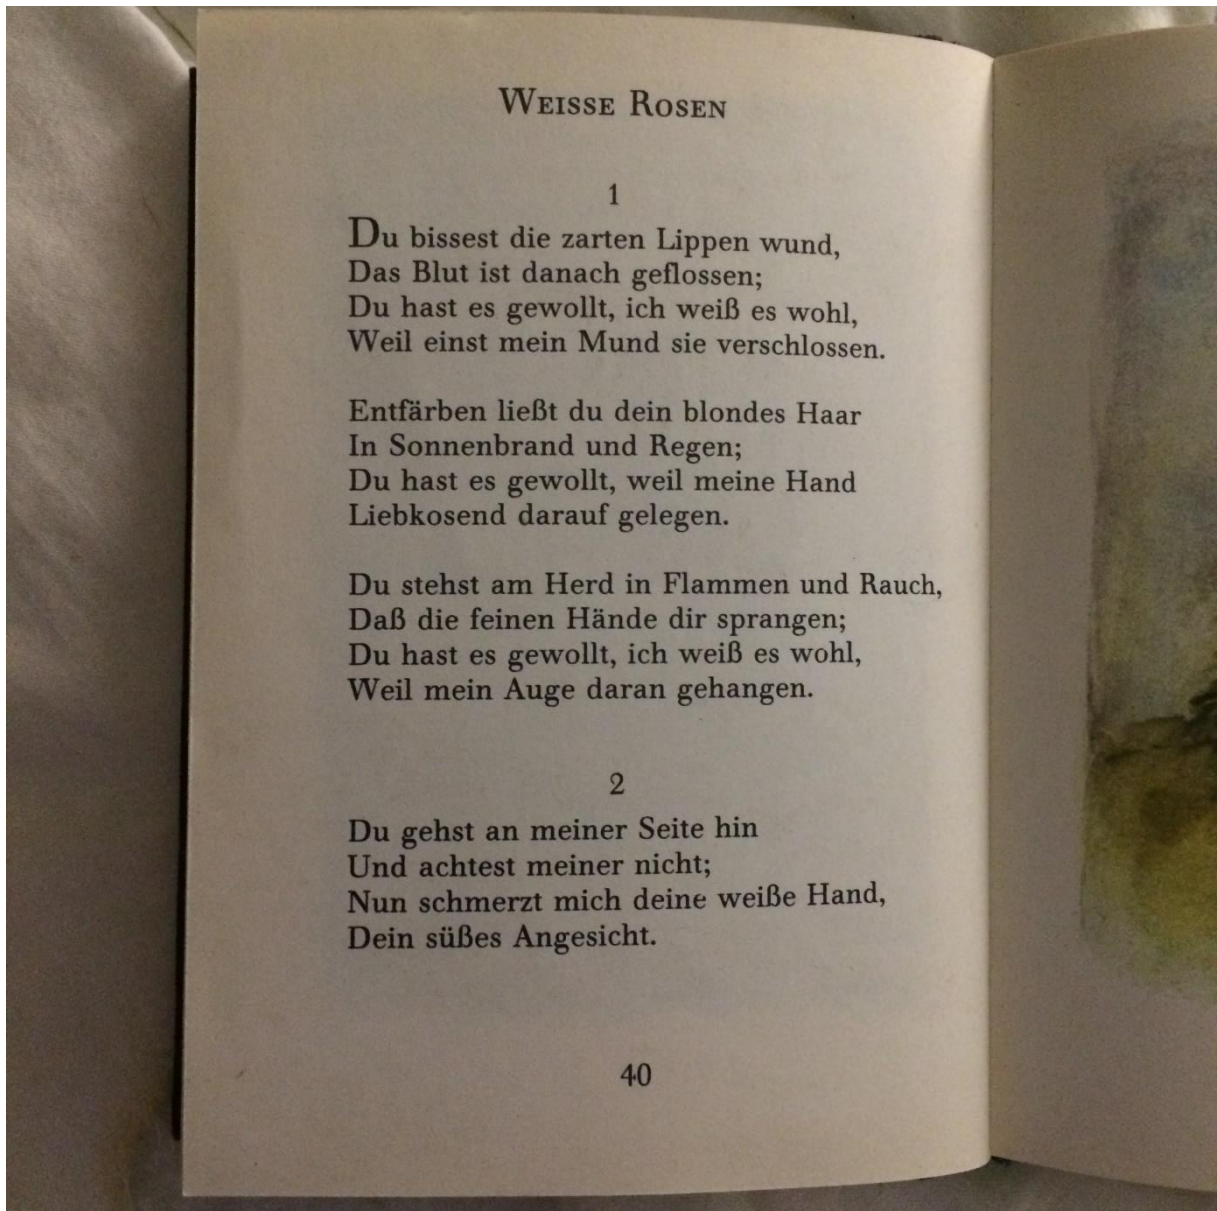 WEISSE ROSEN
1
Du bissest die zarten Lippen wund,
Das Blut ist danach geflossen;
Du hast es gewollt, ich weiß es wohl,
Weil einst mein Mund sie verschlossen.
Entfärben ließt du dein blondes Haar
In Sonnenbrand und Regen;
Du hast es gewollt, weil meine Hand
Liebkosend darauf gelegen.
Du stehst am Herd in Flammen und Rauch,
Daß die feinen Hände dir sprangen;
Du hast es gewollt, ich weiß es wohl,
Weil mein Auge daran gehangen.
2
Du gehst an meiner Seite hin
Und achtest meiner nicht;
Nun schmerzt mich deine weiße Hand,
Dein süßes Angesicht.
40